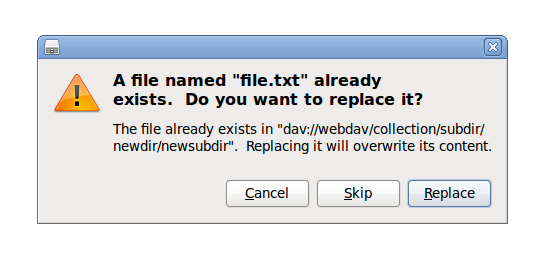 A file named "file.txt" already
exists.  Do you want to replace it?
The file already exists in "dav://webdav/collection/subdir/
newdir/newsubdir".  Replacing it will overwrite its content.
Cancel Skip Replace